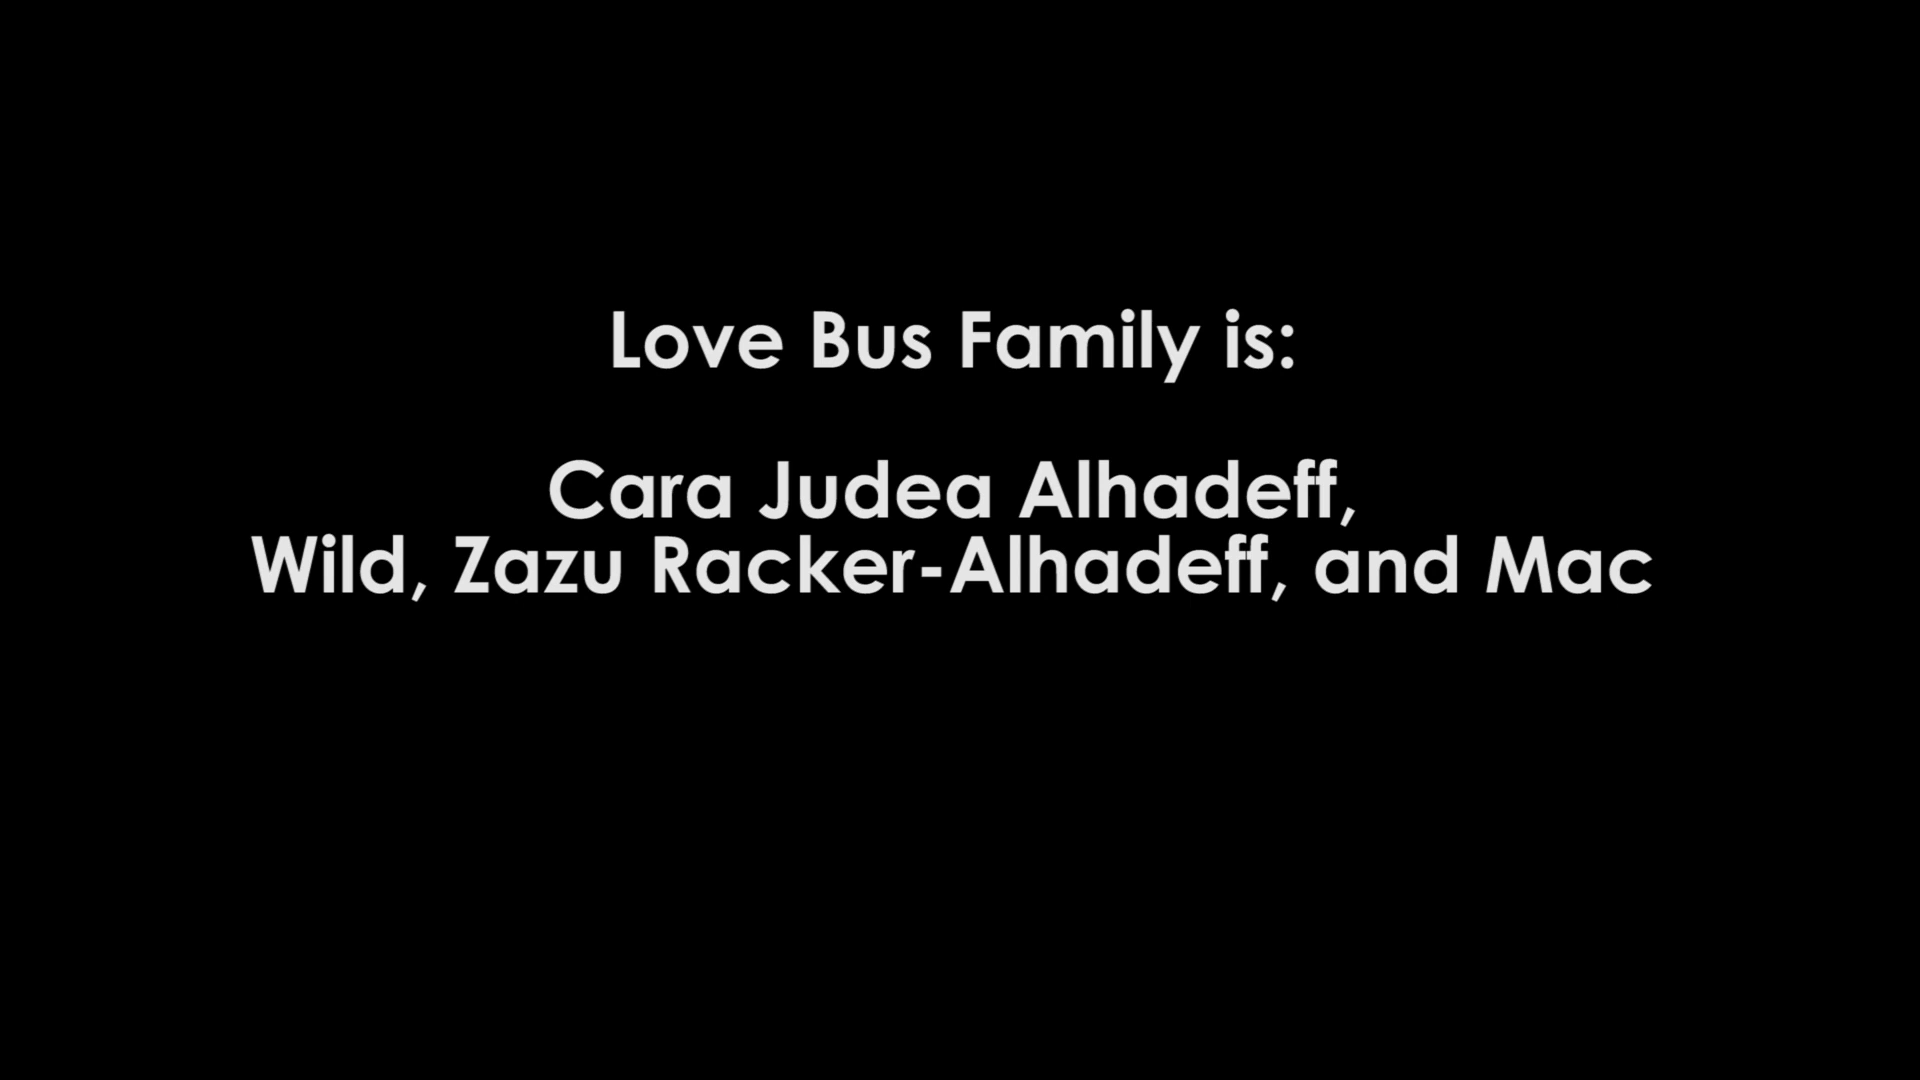 Love Bus Family is:
Cara Judea Alhadeff,
Wild, Zazu Racker-Alhadeff, and Mac